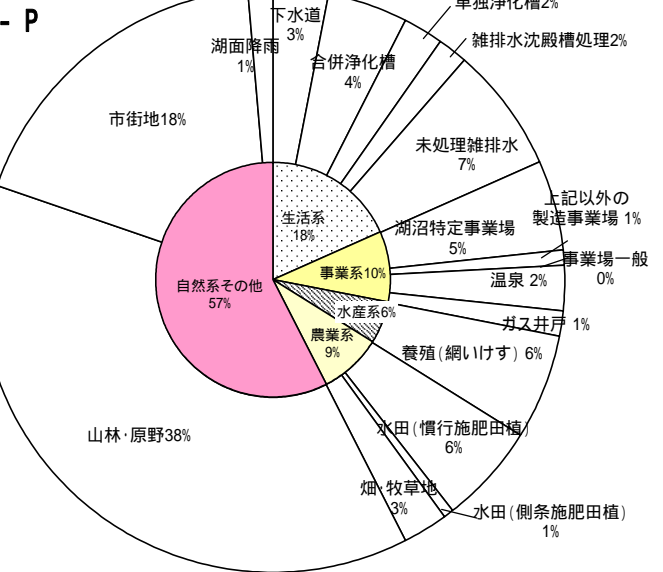 - P
下水道
3%
湖面降雨
1%
合併浄化槽
4%
単独浄化槽2%
雑排水沈殿槽処理2%
市街地18%
未処理雑排水
7%
生活系
18%
湖沼特定事業場
5%
上記以外の
製造事業場 1%
事業場一般
0%
事業系10%
温泉 2%
自然系その他
57%
水産系6%
ガス井戸 1%
農業系
9%
養殖(網いけす) 6%
山林・原野38%
水田(慣行施肥田植)
6%
畑・牧草地
3%
水田(側条施肥田植)
1%